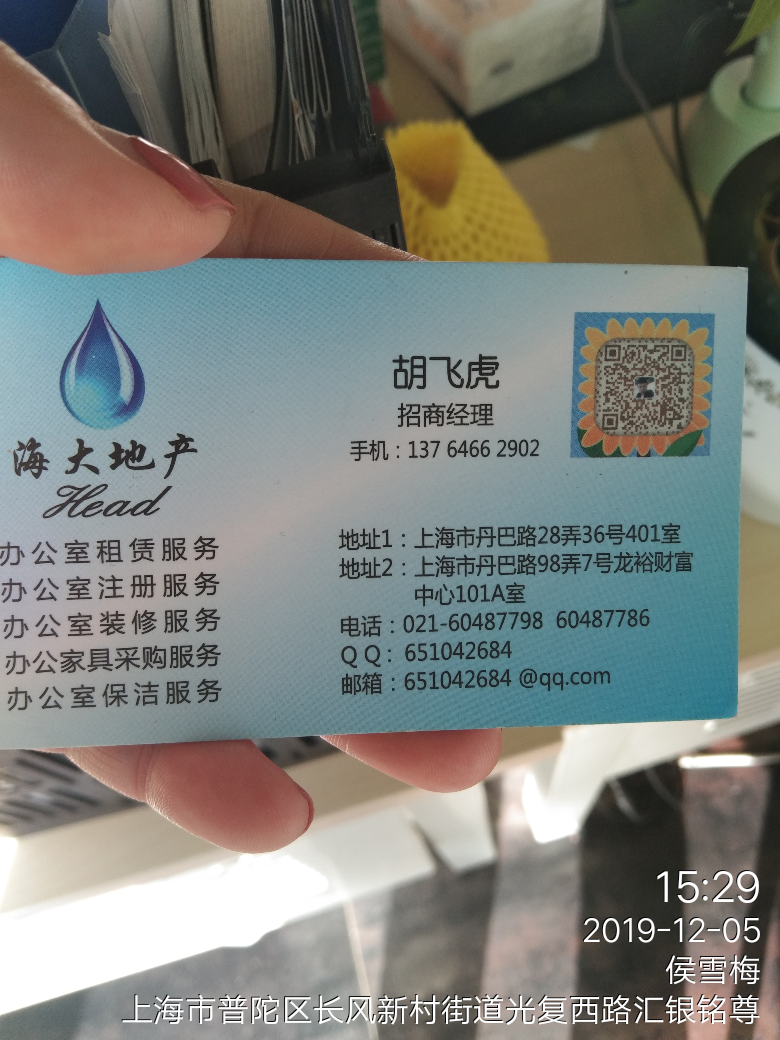 海大地产
Head
办公室租赁服务
办公室注册服务
办公室装修服务
办公家具采购服务
办公室保洁服务
胡飞虎
招商经理
手机：137 6466 2902
地址1：上海市丹巴路28弄36号401室
地址2：上海市丹巴路98弄7号龙裕财富
中心101A室
电话：021-60487798 60487786
Q Q：651042684
邮箱：651042684 @qq.com
15:29
2019-12-05
侯雪梅
上海市普陀区长风新村街道光复西路汇银铭尊